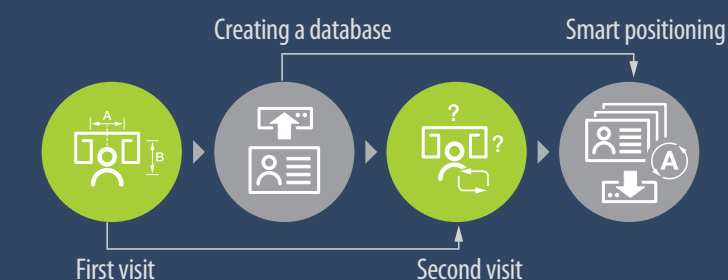 Creating a database
Smart positioning
A
B
?
?
A
First visit
Second visit